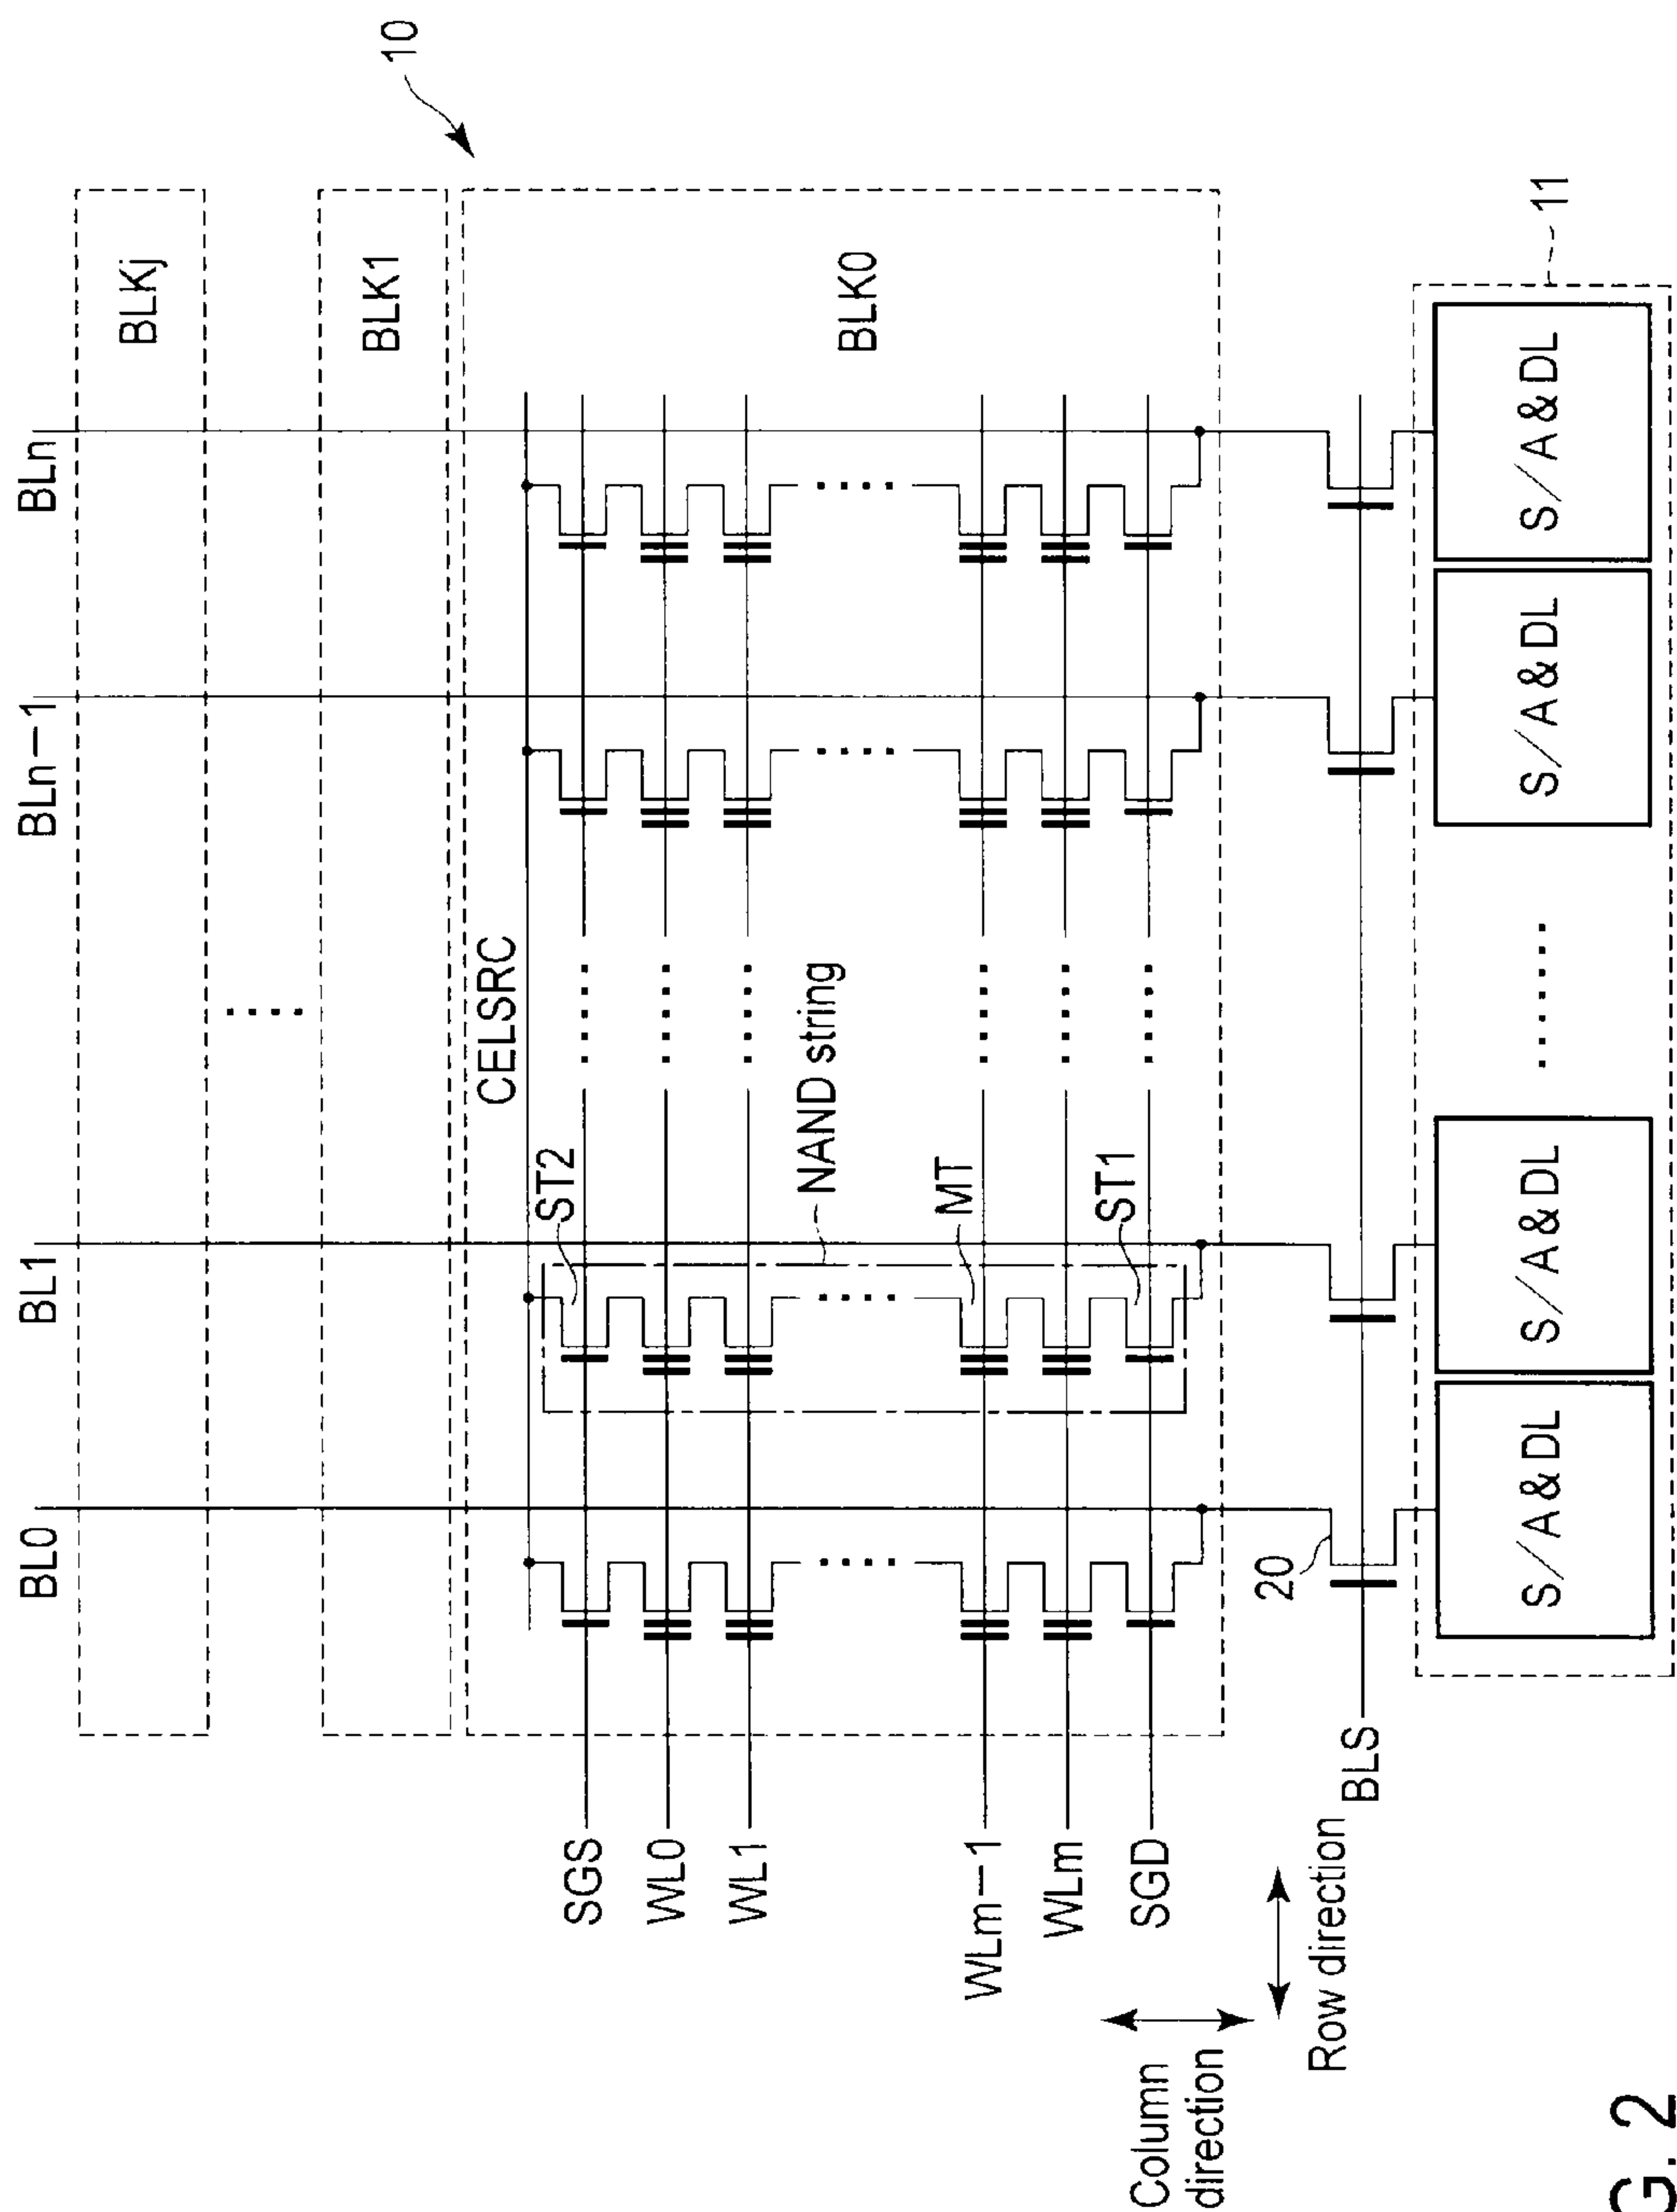 BL0
BL1
BLn-1
BLn
BLKj
10
BLK1
CELSRC
BLK0
SGS
ST2
WL0
WL1
NAND string
WLm-1
MT
WLm
SGD
ST1
Column direction
Row direction
20
BLS
11
S/A&DL
S/A&DL
S/A&DL
S/A&DL
G. 2